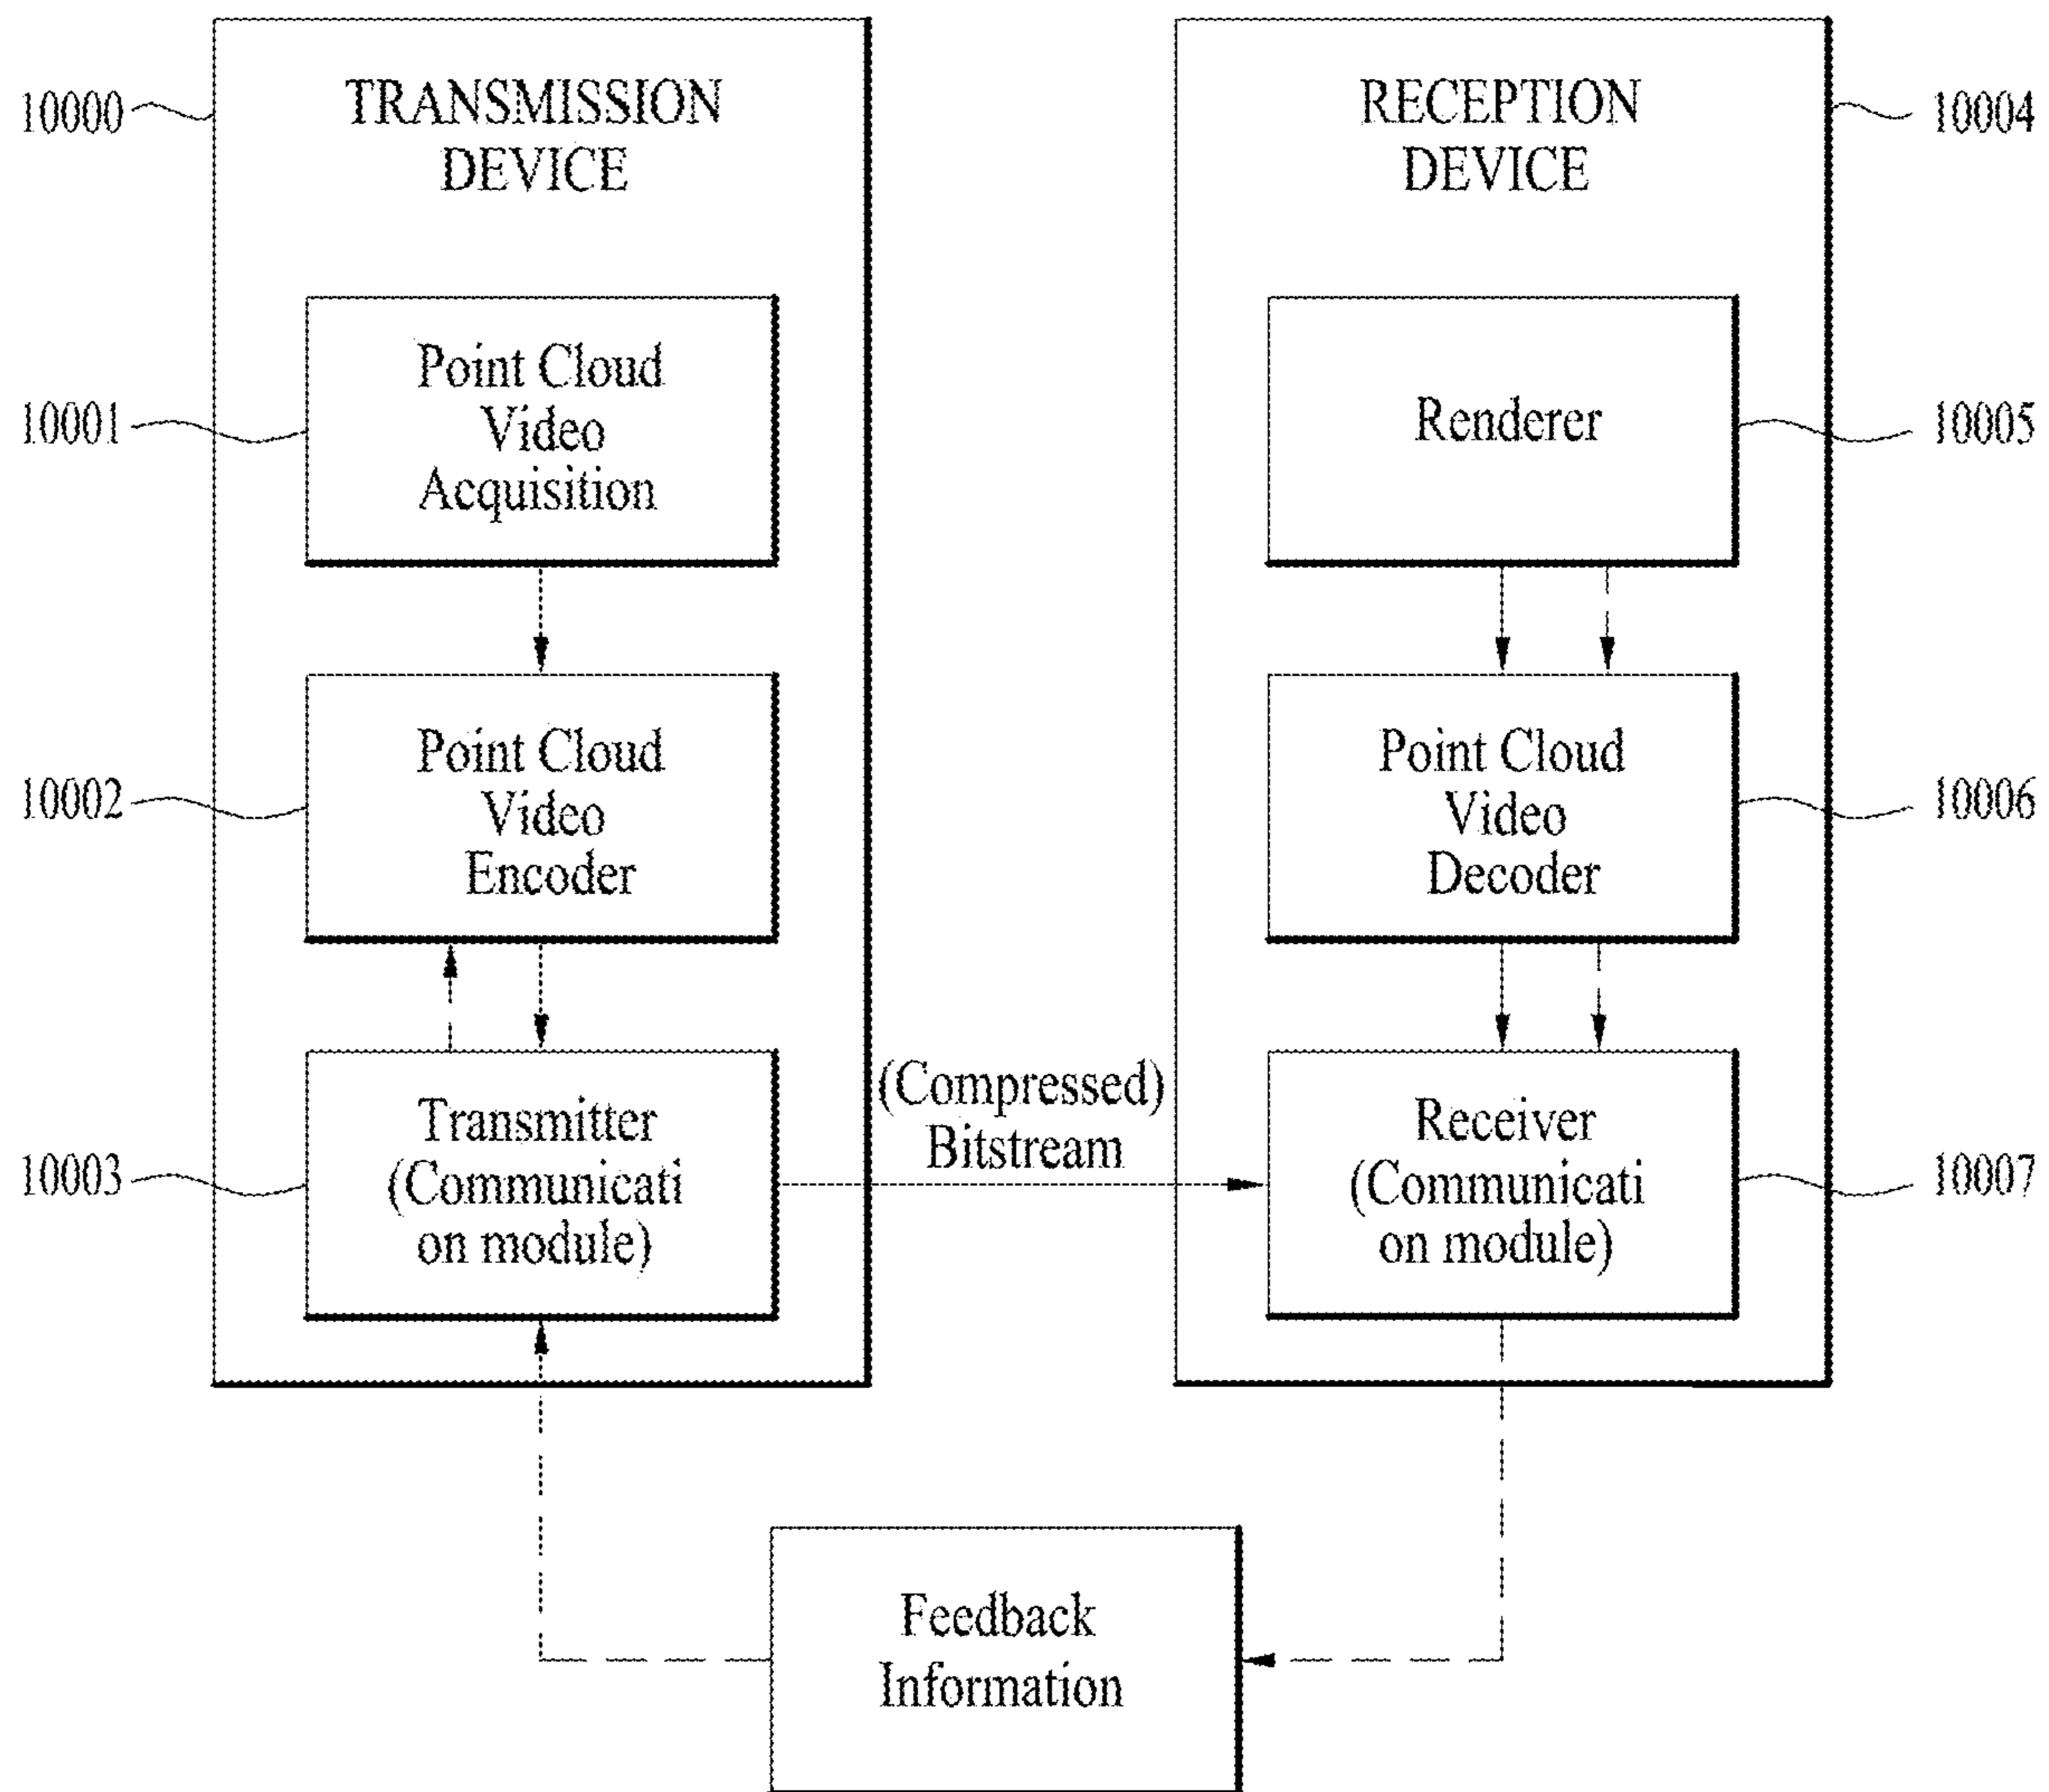 TRANSMISSION
DEVICE
10000
Point Cloud
Video
Acquisition
10001
Point Cloud
Video
Encoder
10002
Transmitter
(Communicati
on module)
10003
(Compressed)
Bitstream
RECEPTION
DEVICE
10004
Renderer
10005
Point Cloud
Video
Decoder
10006
Receiver
(Communicati
on module)
10007
Feedback
Information